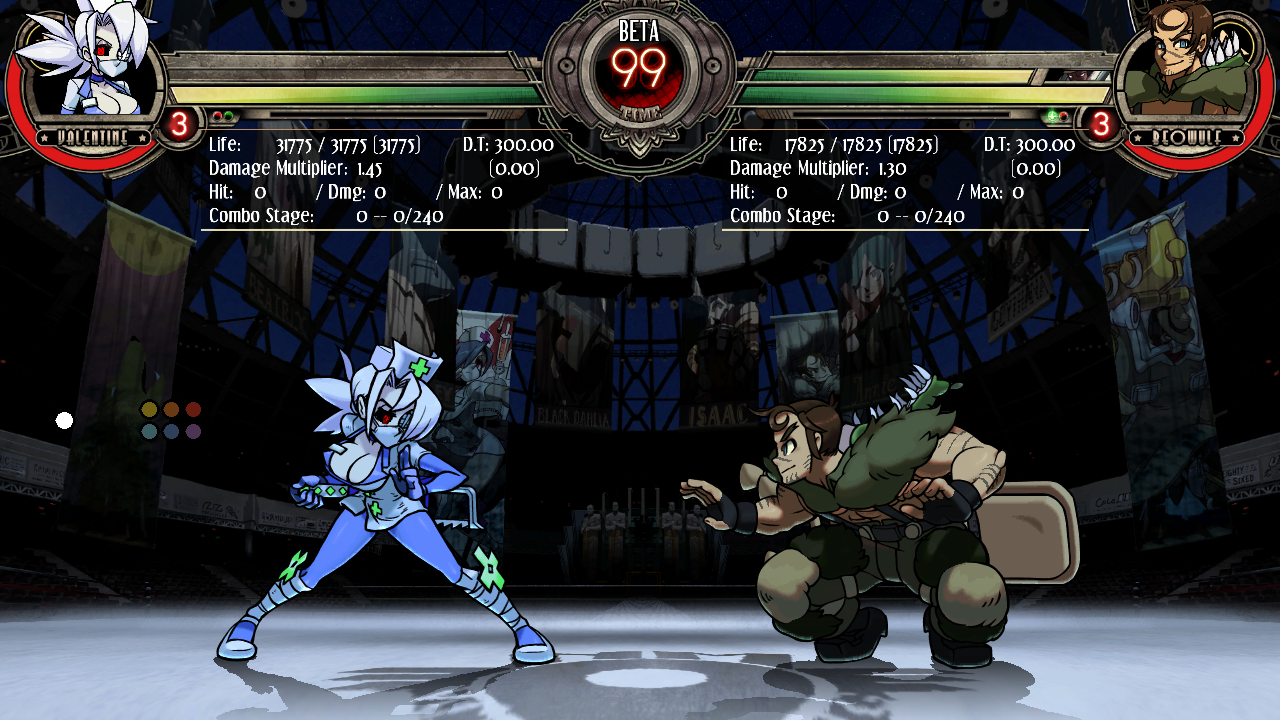 BETA
99
TIME
VALENTINE
3
3
BEOWULF
Life: 31775 / 31775 (31775) D.T: 300.00
Damage Multiplier: 1.45 (0.00)
Hit: 0 / Dmg: 0 / Max: 0
Combo Stage: 0 -- 0/240
Life: 17825 / 17825 (17825) D.T: 300.00
Damage Multiplier: 1.30 (0.00)
Hit: 0 / Dmg: 0 / Max: 0
Combo Stage: 0 -- 0/240
BLACK DAHLIA
ISAAC